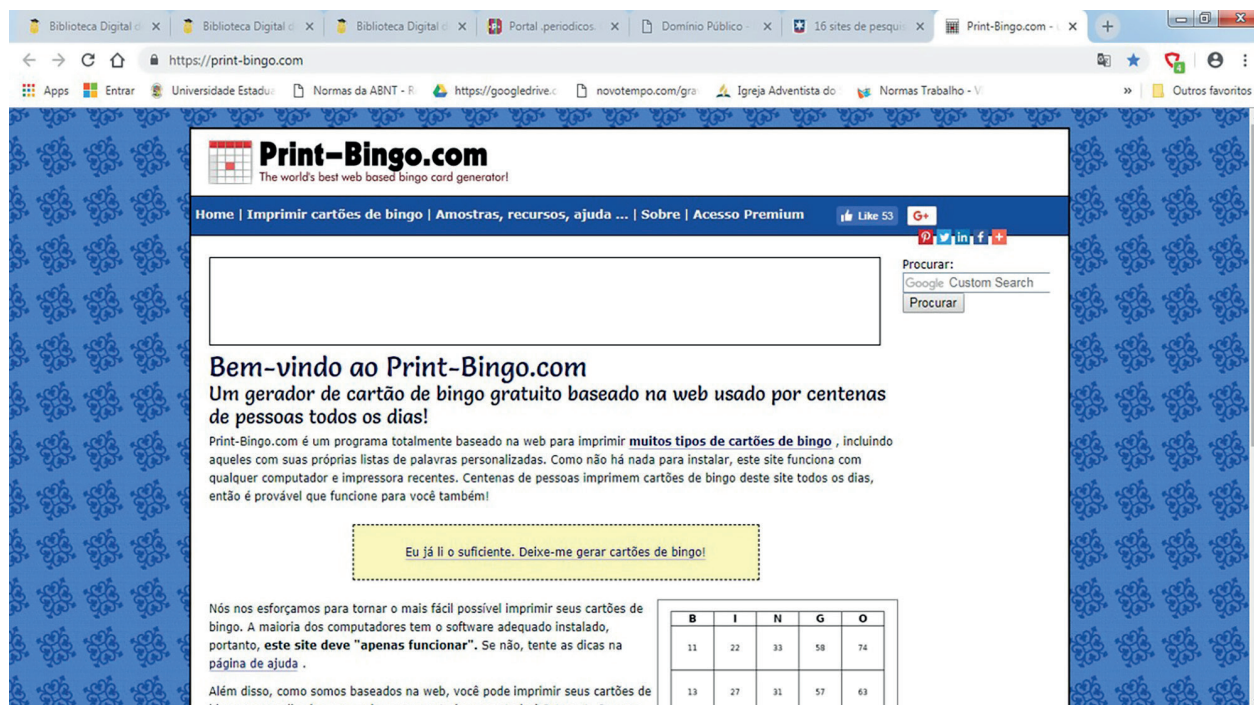 Biblioteca Digital d
Biblioteca Digital d
Biblioteca Digital d
Portal .periodicos.
Domínio Público -
16 sites de pesquis
Print-Bingo.com -
https://print-bingo.com
Apps
Entrar
Universidade Estadua
Normas da ABNT - R
https://googledrive.c
novotempo.com/gra
Igreja Adventista do
Normas Trabalho - V
»
Outros favoritos
Print-Bingo.com
The world's best web based bingo card generator!
Home | Imprimir cartões de bingo | Amostras, recursos, ajuda ... | Sobre | Acesso Premium
Like 53
G+
Procurar:
Google Custom Search
Procurar
Bem-vindo ao Print-Bingo.com
Um gerador de cartão de bingo gratuito baseado na web usado por centenas
de pessoas todos os dias!
Print-Bingo.com é um programa totalmente baseado na web para imprimir muitos tipos de cartões de bingo , incluindo
aqueles com suas próprias listas de palavras personalizadas. Como não há nada para instalar, este site funciona com
qualquer computador e impressora recentes. Centenas de pessoas imprimem cartões de bingo deste site todos os dias,
então é provável que funcione para você também!
Eu já li o suficiente. Deixe-me gerar cartões de bingo!
Nós nos esforçamos para tornar o mais fácil possível imprimir seus cartões de
bingo. A maioria dos computadores tem o software adequado instalado,
portanto, este site deve "apenas funcionar". Se não, tente as dicas na
página de ajuda .
Além disso, como somos baseados na web, você pode imprimir seus cartões de
B I N G O
11 22 33 58 74
13 27 31 57 63